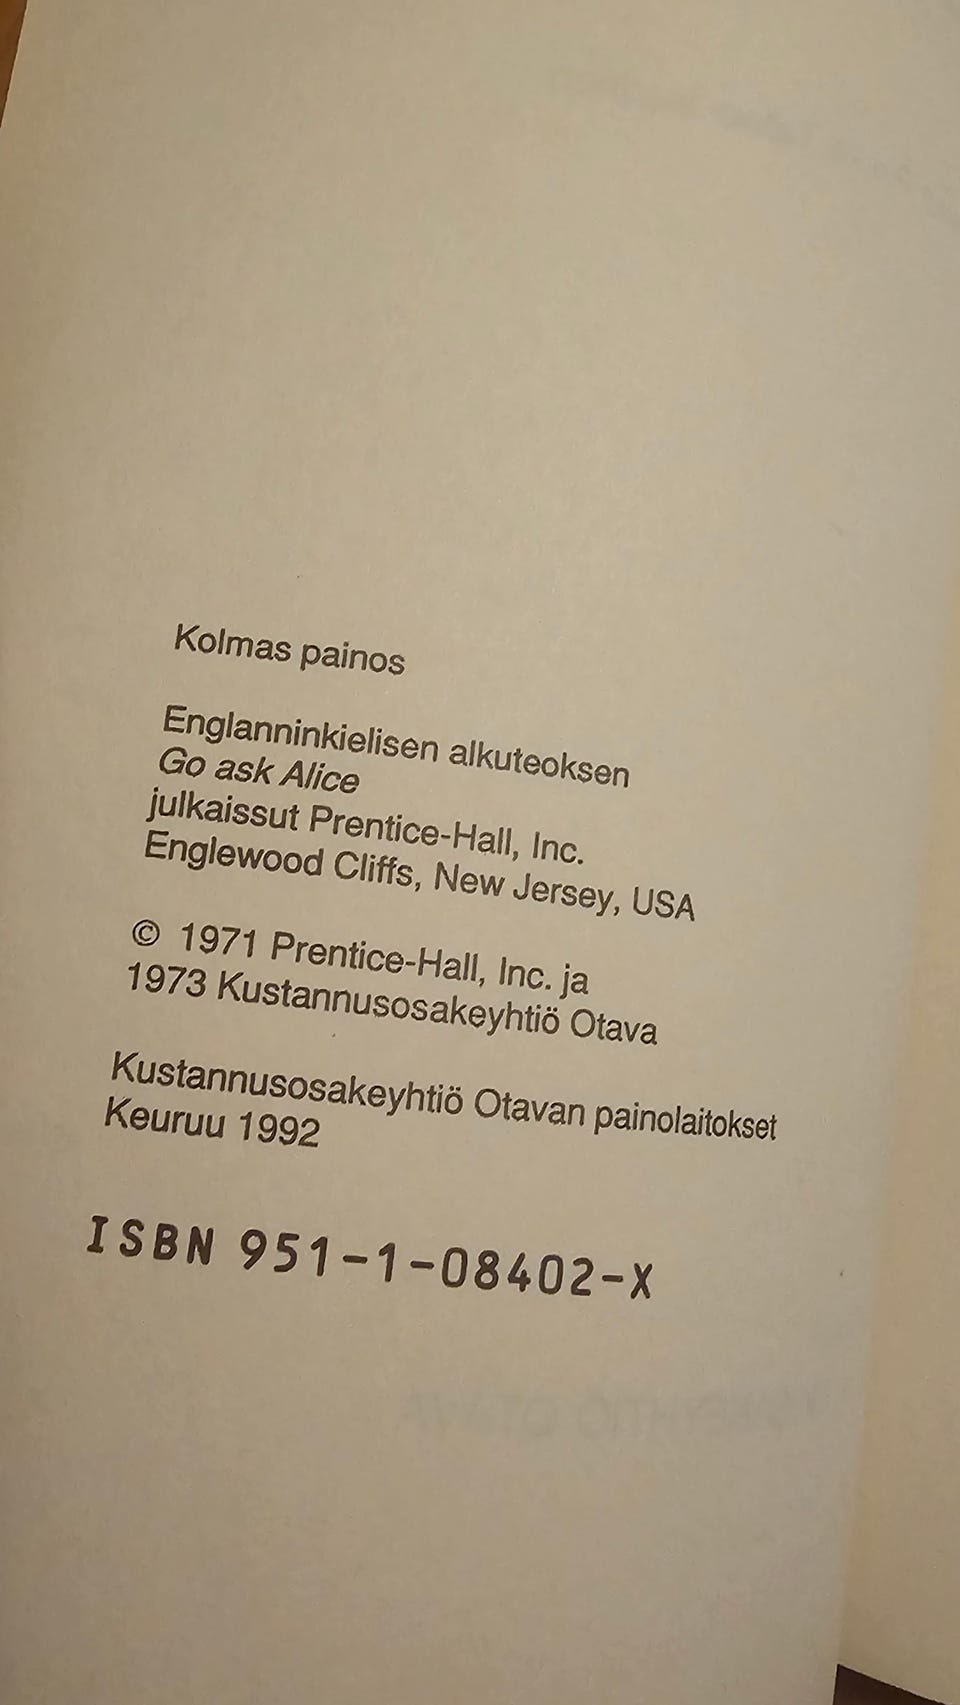 Kolmas painos
Englanninkielisen alkuteoksen
Go ask Alice
julkaissut Prentice-Hall, Inc.
Englewood Cliffs, New Jersey, USA
© 1971 Prentice-Hall, Inc. ja
1973 Kustannusosakeyhtiö Otava
Kustannusosakeyhtiö Otavan painolaitokset
Keuruu 1992
ISBN 951-1-08402-X